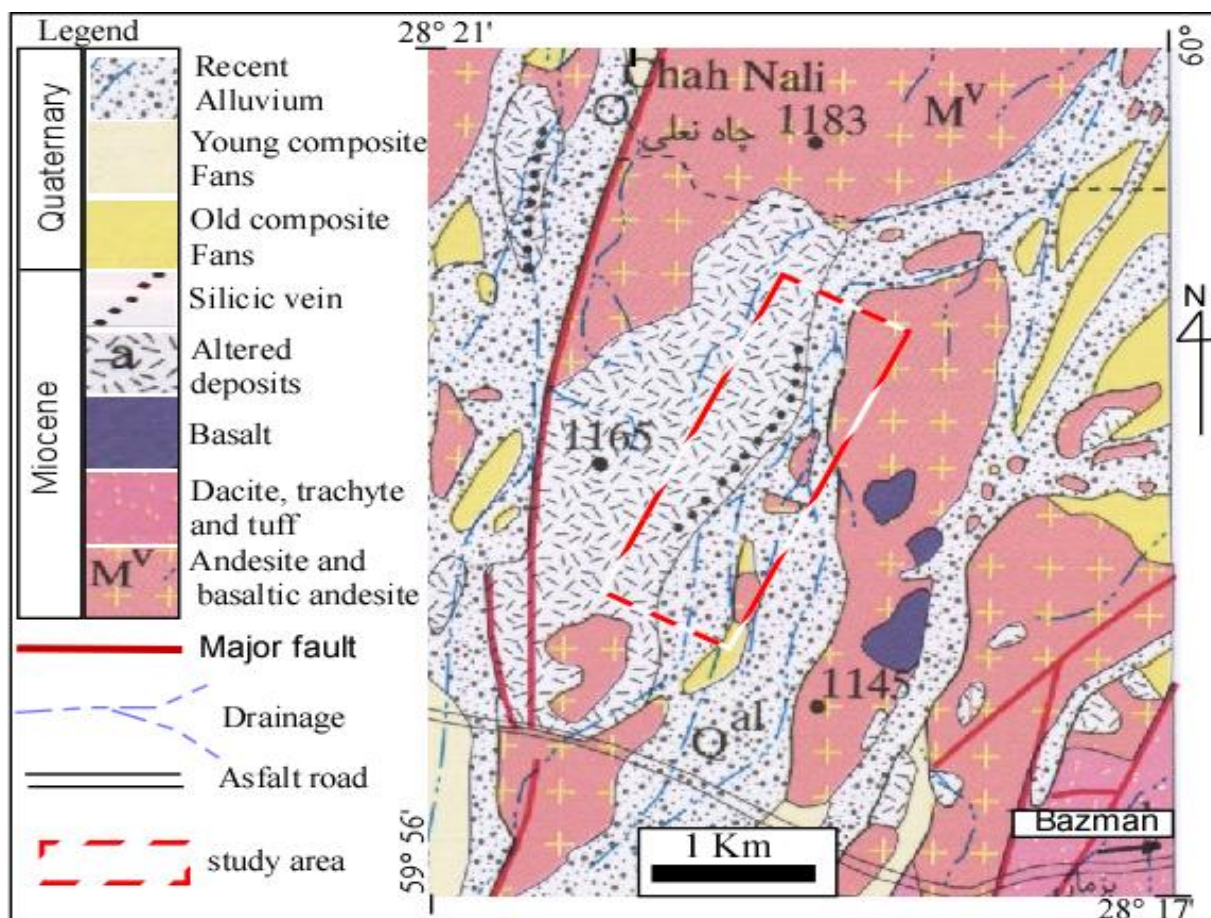 Legend
Quaternary
Recent
Alluvium
Young composite
Fans
Old composite
Fans
Miocene
Silicic vein
a
Altered
deposits
Basalt
Dacite, trachyte
and tuff
M^v
Andesite and
basaltic andesite
Major fault
Drainage
Asfalt road
study area
28° 21'
60°
Chah Nali
چاه نعلی
1183
M^v
N
1165
1145
Q^al
59° 56'
1 Km
Bazman
بزمان
28° 17'